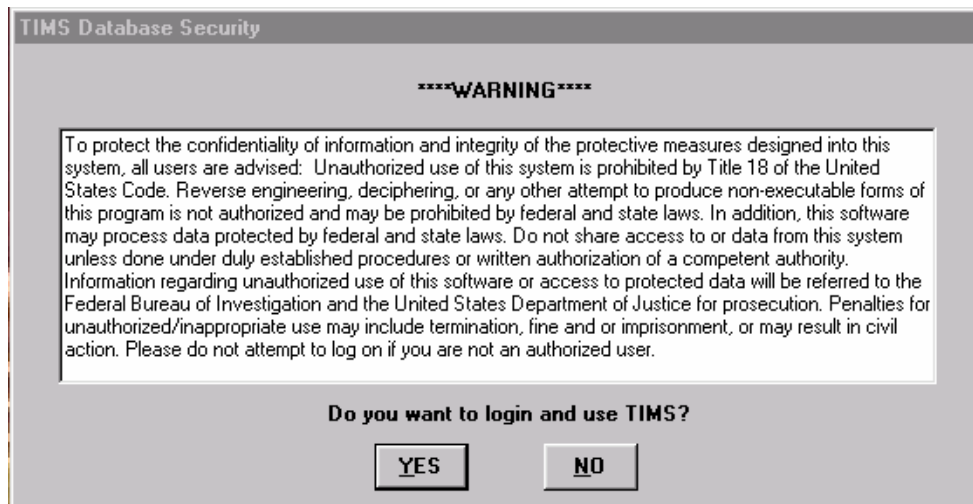 TIMS Database Security
****WARNING****
To protect the confidentiality of information and integrity of the protective measures designed into this
system, all users are advised:  Unauthorized use of this system is prohibited by Title 18 of the United
States Code. Reverse engineering, deciphering, or any other attempt to produce non-executable forms of
this program is not authorized and may be prohibited by federal and state laws. In addition, this software
may process data protected by federal and state laws. Do not share access to or data from this system
unless done under duly established procedures or written authorization of a competent authority.
Information regarding unauthorized use of this software or access to protected data will be referred to the
Federal Bureau of Investigation and the United States Department of Justice for prosecution. Penalties for
unauthorized/inappropriate use may include termination, fine and or imprisonment, or may result in civil
action. Please do not attempt to log on if you are not an authorized user.
Do you want to login and use TIMS?
YES NO